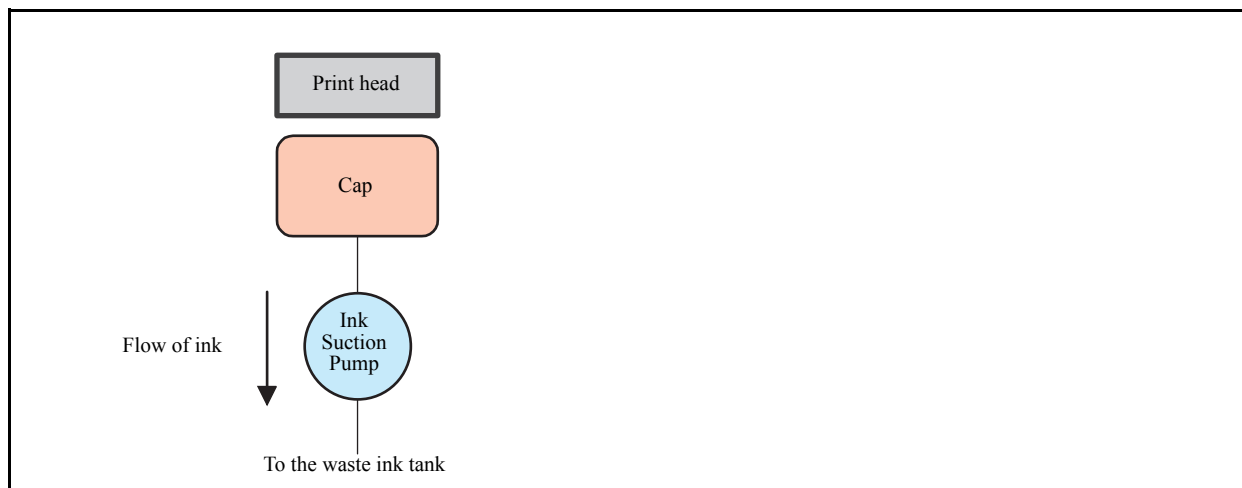 Print head
Cap
Ink
Suction
Pump
Flow of ink
To the waste ink tank